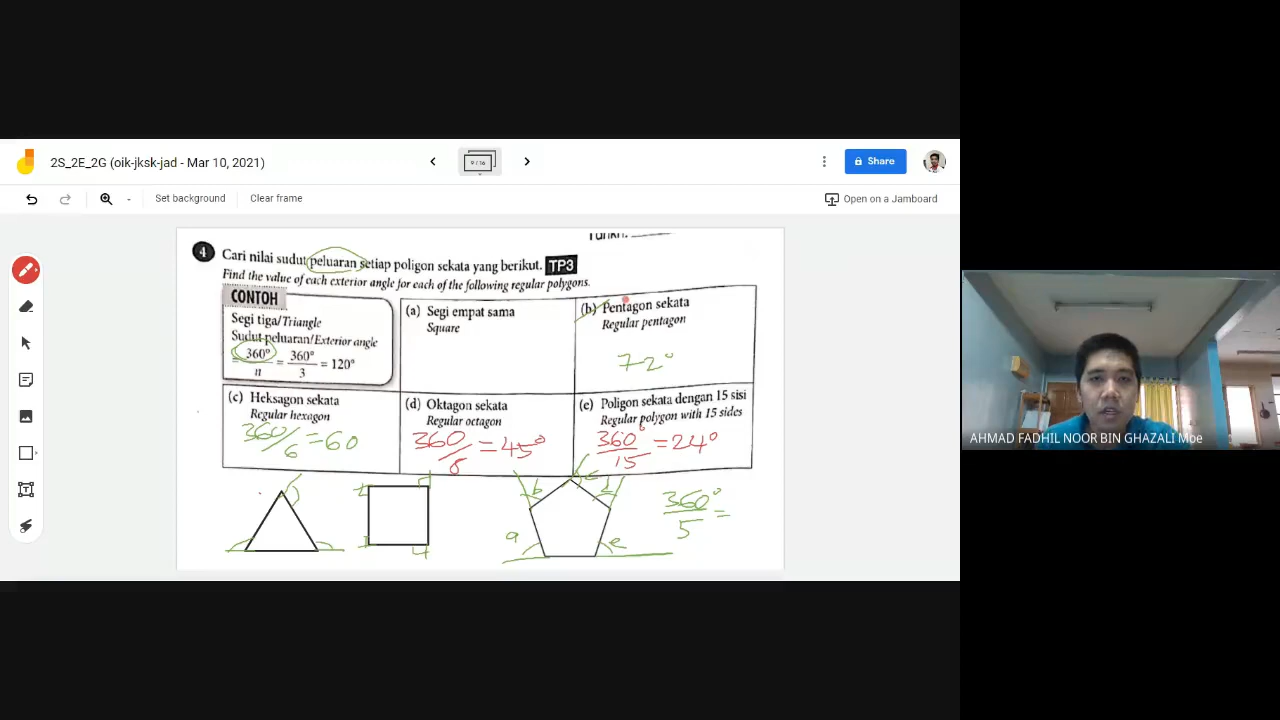 2S_2E_2G (oik-jksk-jad - Mar 10, 2021)
9 / 16
Share
Set background
Clear frame
Open on a Jamboard
4 Cari nilai sudut peluaran setiap poligon sekata yang berikut. TP3
Find the value of each exterior angle for each of the following regular polygons.
CONTOH
Segi tiga/Triangle
Sudut peluaran/Exterior angle
= 360°/n = 360°/3 = 120°
(a) Segi empat sama
Square
(b) Pentagon sekata
Regular pentagon
72°
(c) Heksagon sekata
Regular hexagon
360/6 = 60
(d) Oktagon sekata
Regular octagon
360/8 = 45°
(e) Poligon sekata dengan 15 sisi
Regular polygon with 15 sides
360°/15 = 24°
a
b
c
d
e
360°/5 =
AHMAD FADHIL NOOR BIN GHAZALI Moe